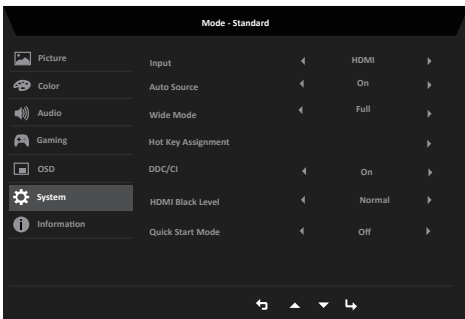 Mode - Standard
Picture
Input HDMI
Color
Auto Source On
Audio
Wide Mode Full
Gaming
Hot Key Assignment
OSD
DDC/CI On
System
HDMI Black Level Normal
Information
Quick Start Mode Off